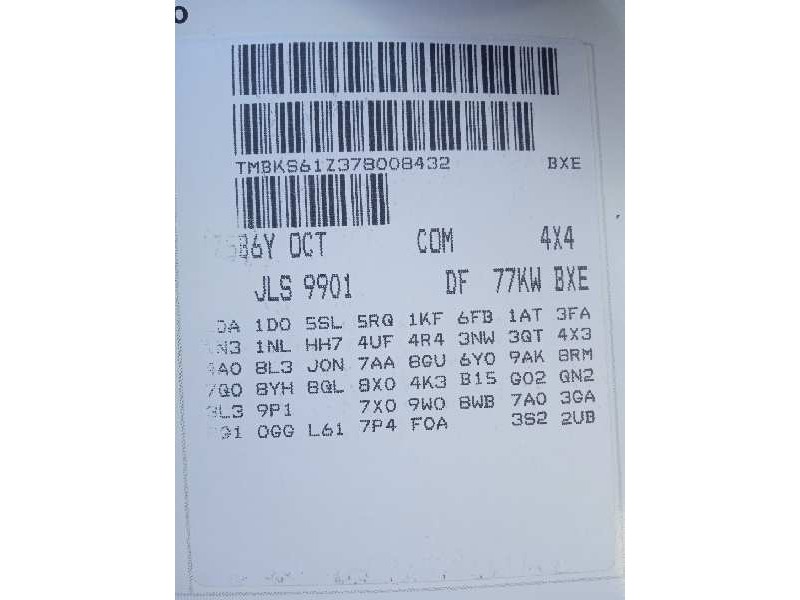 TMBKS61Z378008432 BXE
OCT COM 4X4
JLS 9901 DF 77KW BXE
1D0 5SL 5RQ 1KF 6FB 1AT 3FA
1NL HH7 4UF 4R4 3NW 3QT 4X3
8L3 J0N 7AA 8GU 6Y0 9AK 8RM
7Q0 8YH 8QL 8X0 4K3 B15 G02 QN2
9P1 7X0 9W0 8WB 7A0 3GA
0GG L61 7P4 F0A 3S2 2UB